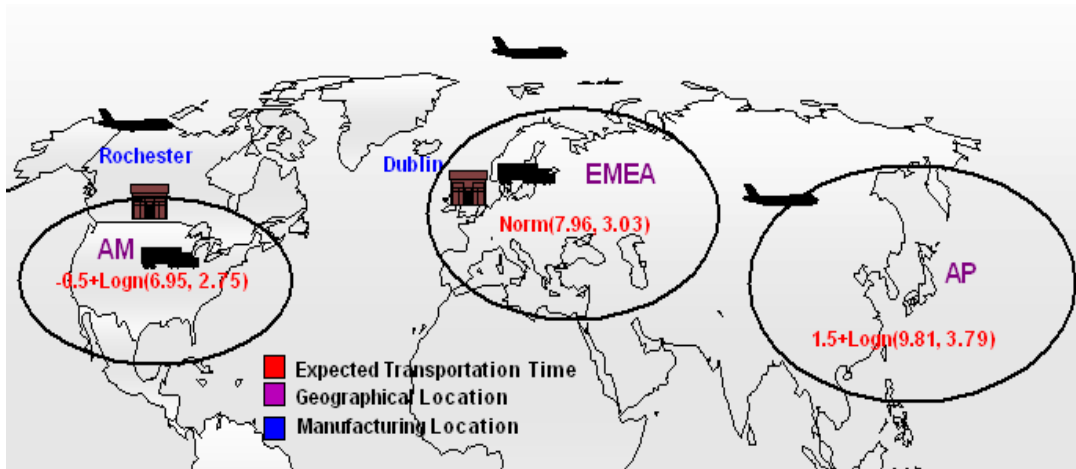 Rochester
Dublin
EMEA
Norm(7.96, 3.03)
AM
-0.5+Logn(6.95, 2.75)
AP
1.5+Logn(9.81, 3.79)
Expected Transportation Time
Geographical Location
Manufacturing Location